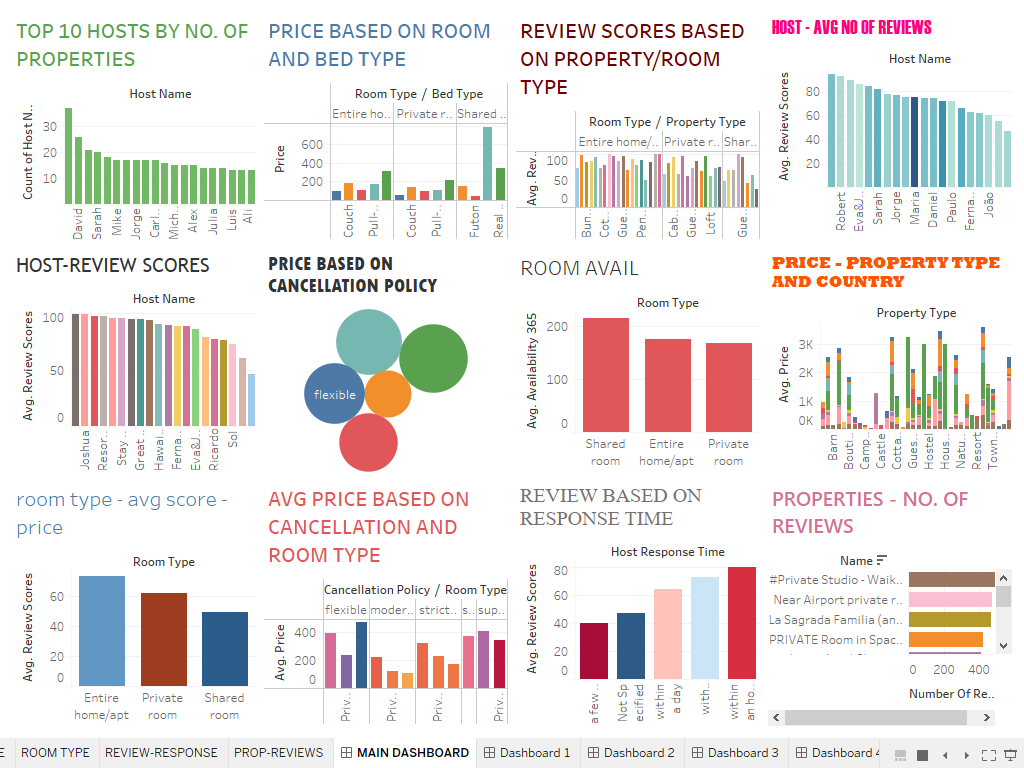 TOP 10 HOSTS BY NO. OF
PROPERTIES
Host Name
Count of Host N..
30
20
10
David
Sarah
Mike
Jorge
Carl..
Mich..
Alex
Julia
Luis
Ali
PRICE BASED ON ROOM
AND BED TYPE
Room Type / Bed Type
Entire ho.. Private r.. Shared ..
Price
600
400
200
Couch
Pull-..
Couch
Pull-..
Futon
Real ..
REVIEW SCORES BASED
ON PROPERTY/ROOM
TYPE
Room Type / Property Type
Entire home/.. Private r.. Shar..
Avg. Rev..
100
50
0
Bun..
Cot..
Gue..
Pen..
Cab..
Gue..
Loft
Gue..
HOST - AVG NO OF REVIEWS
Host Name
Avg. Review Scores
80
60
40
20
Robert
Eva&J..
Sarah
Jorge
Maria
Daniel
Paulo
Ferna..
João
HOST-REVIEW SCORES
Host Name
Avg. Review Scores
100
50
0
Joshua
Resor..
Stay ..
Great ..
Hawai..
Ferna..
Eva&J..
Ricardo
Sol
PRICE BASED ON
CANCELLATION POLICY
flexible
ROOM AVAIL
Room Type
Avg. Availability 365
200
100
0
Shared
room
Entire
home/apt
Private
room
PRICE - PROPERTY TYPE
AND COUNTRY
Property Type
Avg. Price
3K
2K
1K
0K
Barn
Bouti..
Camp..
Castle
Cotta..
Gues..
Hostel
Hous..
Natu..
Resort
Town..
room type - avg score -
price
Room Type
Avg. Review Scores
60
40
20
0
Entire
home/apt
Private
room
Shared
room
AVG PRICE BASED ON
CANCELLATION AND
ROOM TYPE
Cancellation Policy / Room Type
flexible moder.. strict.. s.. sup..
Avg. Price
400
200
0
Priv..
Priv..
Priv..
Priv..
REVIEW BASED ON
RESPONSE TIME
Host Response Time
Avg. Review Scores
80
60
40
20
0
a few ..
Not Sp
ecified
within
a day
with..
within
an ho..
PROPERTIES - NO. OF
REVIEWS
Name
#Private Studio - Waik..
Near Airport private r..
La Sagrada Familia (an..
PRIVATE Room in Spac..
0 200 400
Number Of Re..
E ROOM TYPE REVIEW-RESPONSE PROP-REVIEWS MAIN DASHBOARD Dashboard 1 Dashboard 2 Dashboard 3 Dashboard 4